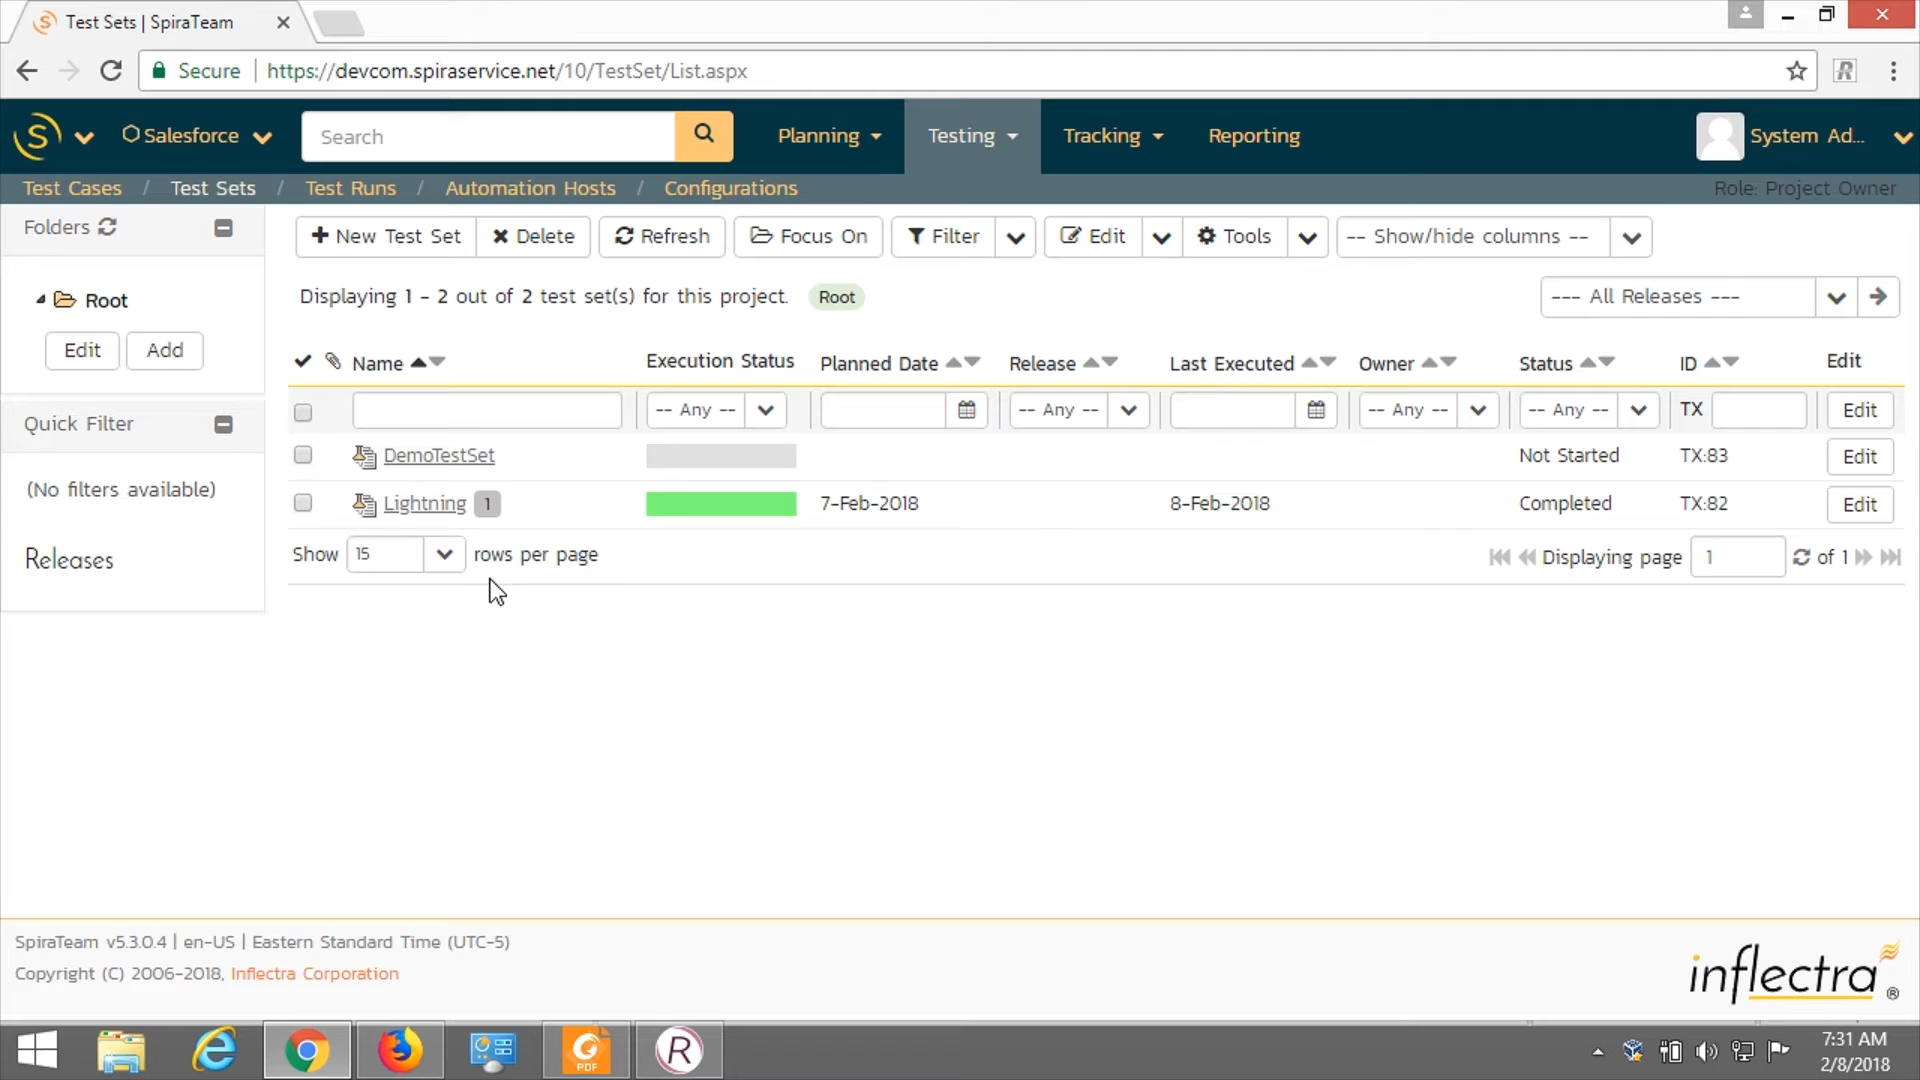 Test Sets | SpiraTeam
Secure https://devcom.spiraservice.net/10/TestSet/List.aspx
Salesforce Search Planning Testing Tracking Reporting System Ad...
Test Cases / Test Sets / Test Runs / Automation Hosts / Configurations Role: Project Owner
Folders
Root
Edit Add
Quick Filter
(No filters available)
Releases
New Test Set Delete Refresh Focus On Filter Edit Tools -- Show/hide columns --
Displaying 1 - 2 out of 2 test set(s) for this project. Root --- All Releases ---
Name Execution Status Planned Date Release Last Executed Owner Status ID Edit
-- Any -- -- Any -- -- Any -- -- Any -- TX Edit
DemoTestSet Not Started TX:83 Edit
Lightning 1 7-Feb-2018 8-Feb-2018 Completed TX:82 Edit
Show 15 rows per page Displaying page 1 of 1
SpiraTeam v5.3.0.4 | en-US | Eastern Standard Time (UTC-5)
Copyright (C) 2006-2018, Inflectra Corporation
inflectra ®
PDF
R
7:31 AM
2/8/2018